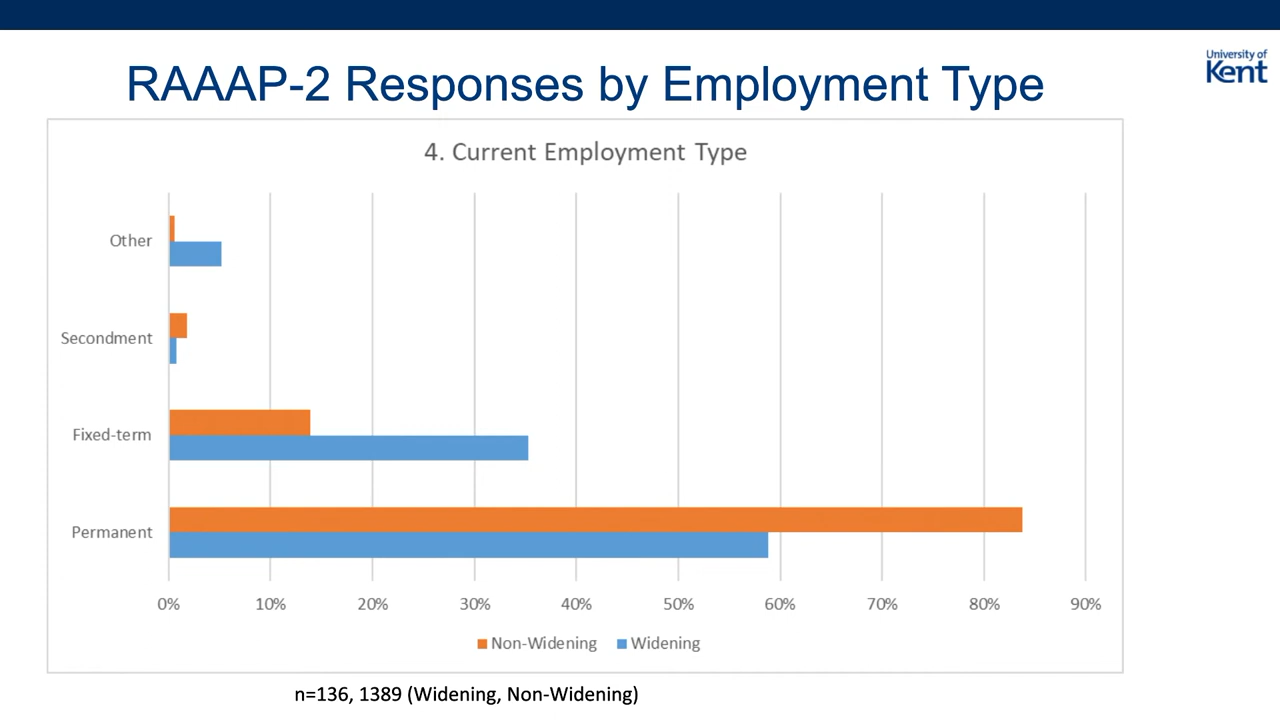 University of
Kent
RAAAP-2 Responses by Employment Type
4. Current Employment Type
Other
Secondment
Fixed-term
Permanent
0% 10% 20% 30% 40% 50% 60% 70% 80% 90%
Non-Widening Widening
n=136, 1389 (Widening, Non-Widening)